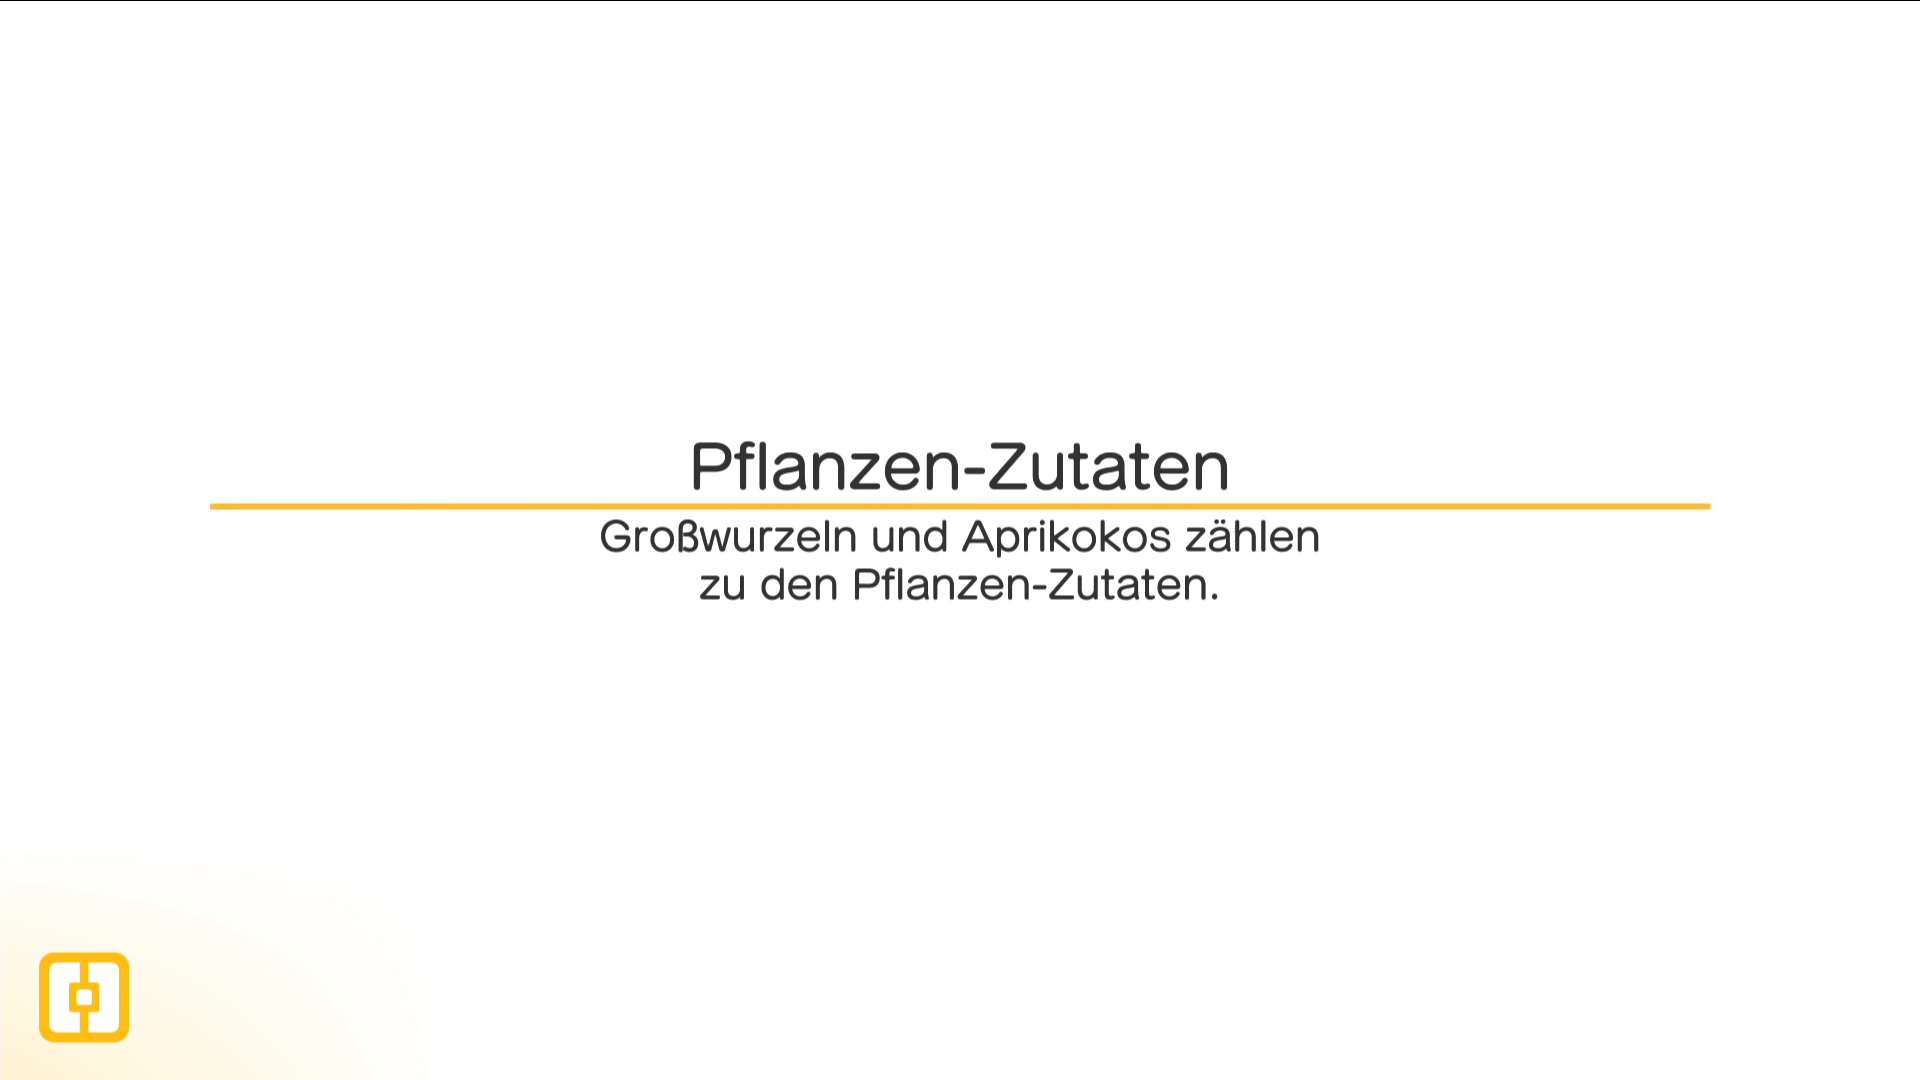 Pflanzen-Zutaten
Großwurzeln und Aprikokos zählen
zu den Pflanzen-Zutaten.